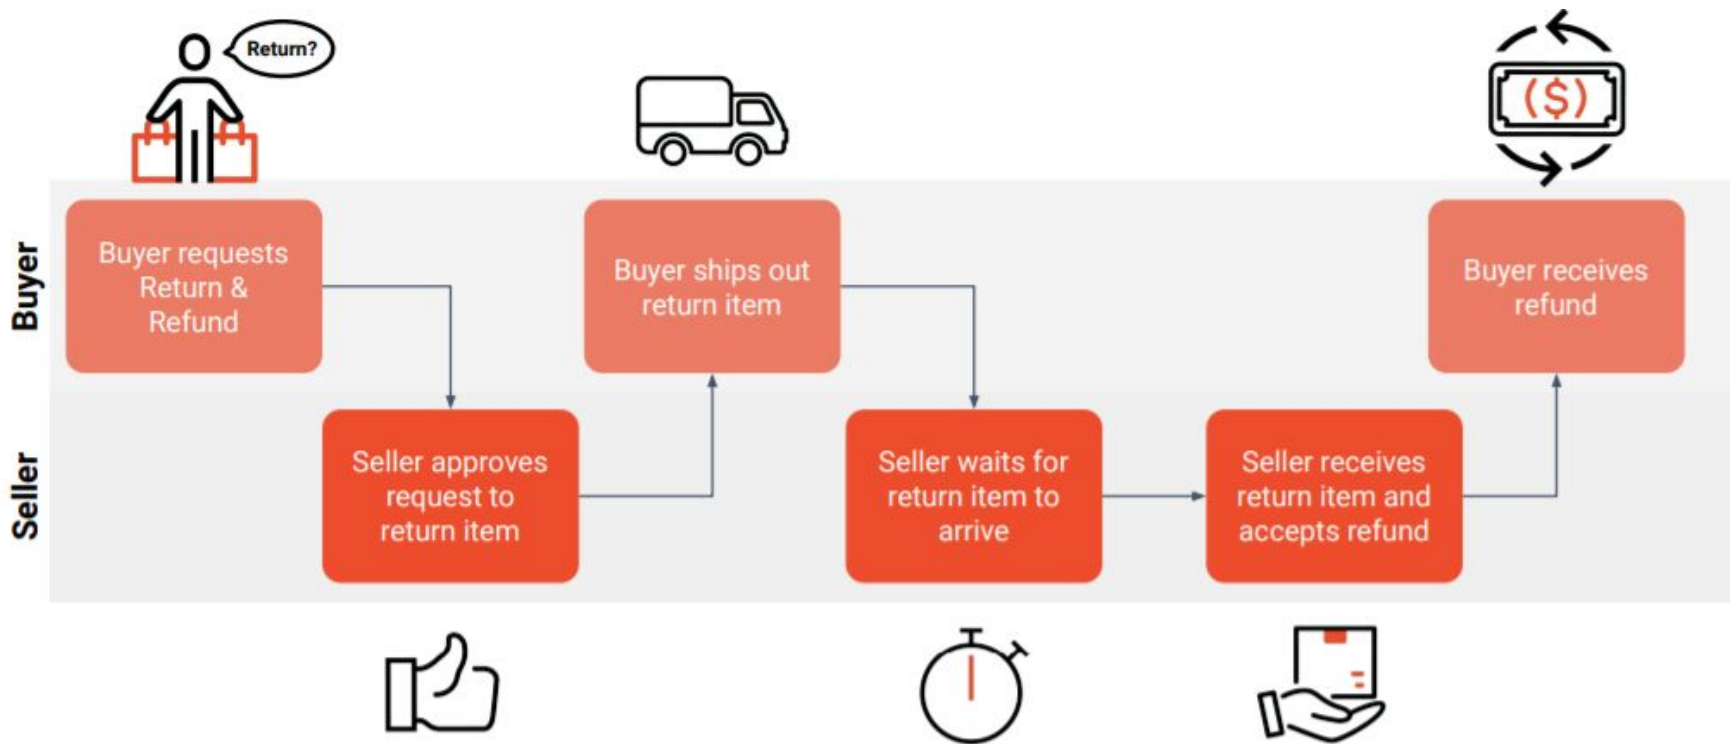 Return?
($)
Buyer
Buyer requests
Return &
Refund
Buyer ships out
return item
Buyer receives
refund
Seller
Seller approves
request to
return item
Seller waits for
return item to
arrive
Seller receives
return item and
accepts refund